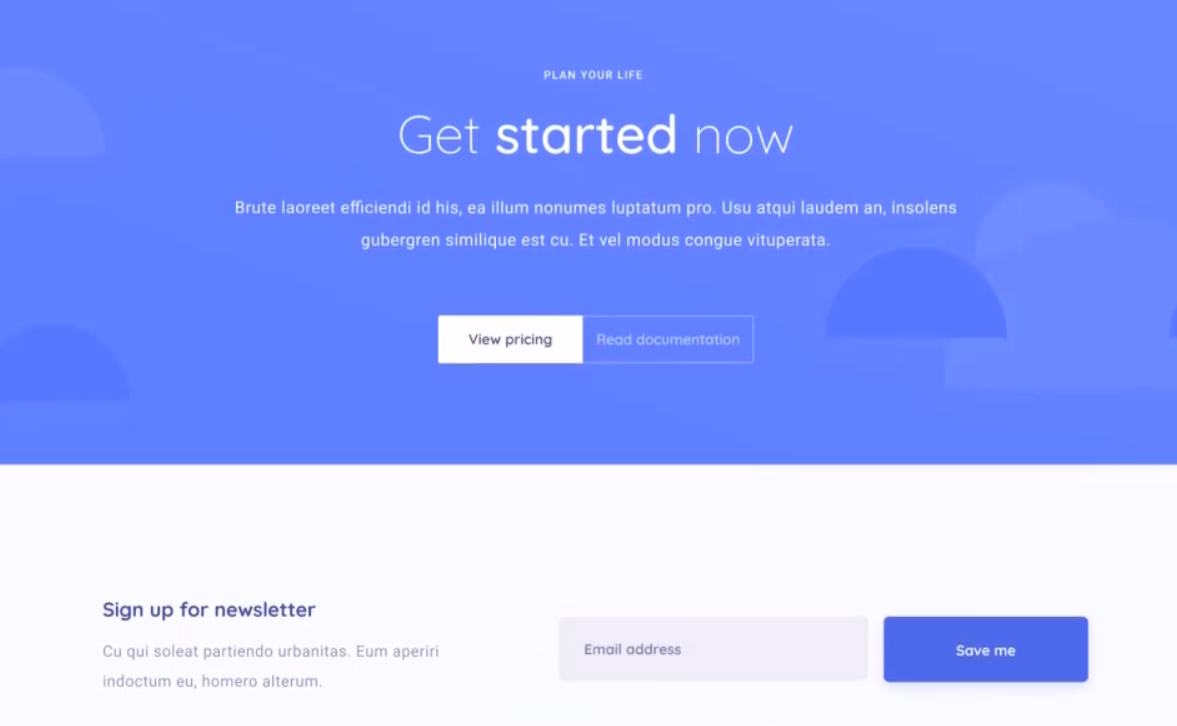 PLAN YOUR LIFE
Get started now
Brute laoreet efficiendi id his, ea illum nonumes luptatum pro. Usu atqui laudem an, insolens
gubergren similique est cu. Et vel modus congue vituperata.
View pricing
Read documentation
Sign up for newsletter
Cu qui soleat partiendo urbanitas. Eum aperiri
indoctum eu, homero alterum.
Email address
Save me